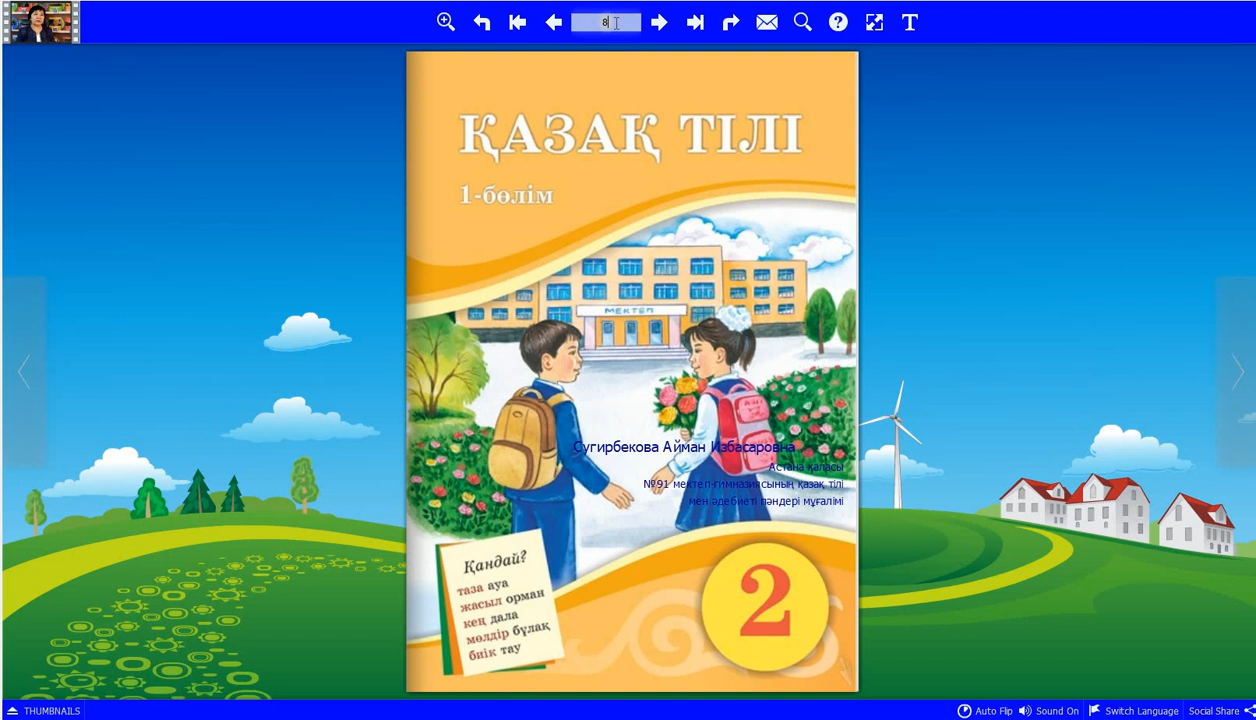 8
T
ҚАЗАҚ ТІЛІ
1-бөлім
МЕКТЕП
Сугирбекова Айман Избасаровна
Астана қаласы
№91 мектеп-гимназиясының қазақ тілі
мен әдебиеті пәндері мұғалімі
Қандай?
таза ауа
жасыл орман
кең дала
мөлдір бұлақ
биік тау
2
THUMBNAILS
Auto Flip
Sound On
Switch Language
Social Share